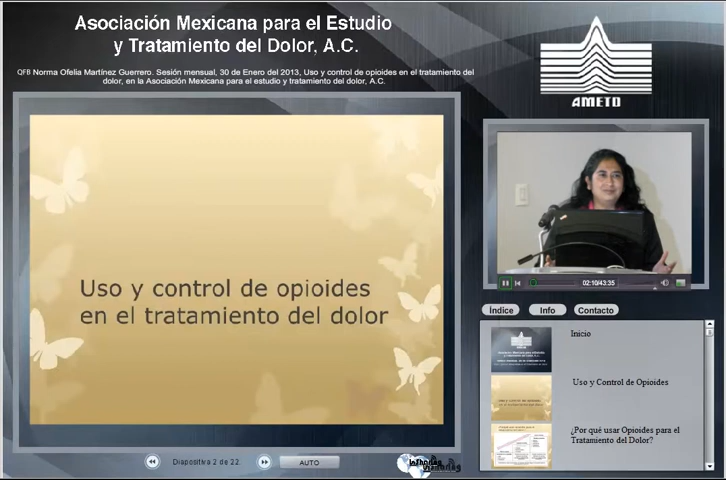 Asociación Mexicana para el Estudio
y Tratamiento del Dolor, A.C.
QFB Norma Ofelia Martínez Guerrero. Sesión mensual, 30 de Enero del 2013, Uso y control de opioides en el tratamiento del
dolor, en la Asociación Mexicana para el estudio y tratamiento del dolor, A.C.
AMETD
Uso y control de opioides
en el tratamiento del dolor
02:10/43:35
Indice Info Contacto
Inicio
Uso y Control de Opioides
¿Por qué usar Opioides para el
Tratamiento del Dolor?
Diapositiva 2 de 22 AUTO